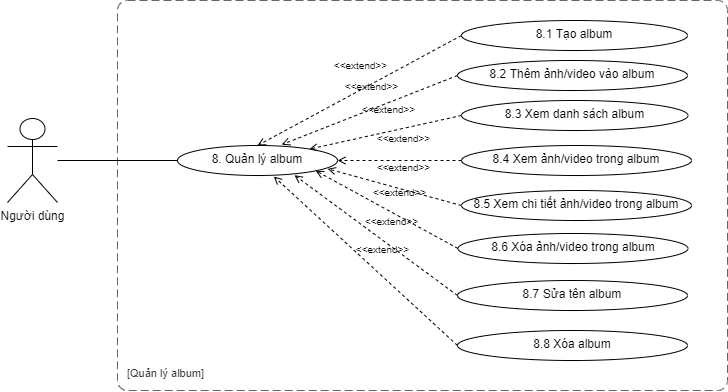 8.1 Tạo album
<<extend>>
8.2 Thêm ảnh/video vào album
<<extend>>
<<extend>>
8.3 Xem danh sách album
<<extend>>
8. Quản lý album
8.4 Xem ảnh/video trong album
<<extend>>
<<extend>>
8.5 Xem chi tiết ảnh/video trong album
Người dùng
<<extend>>
<<extend>>
8.6 Xóa ảnh/video trong album
8.7 Sửa tên album
8.8 Xóa album
[Quản lý album]